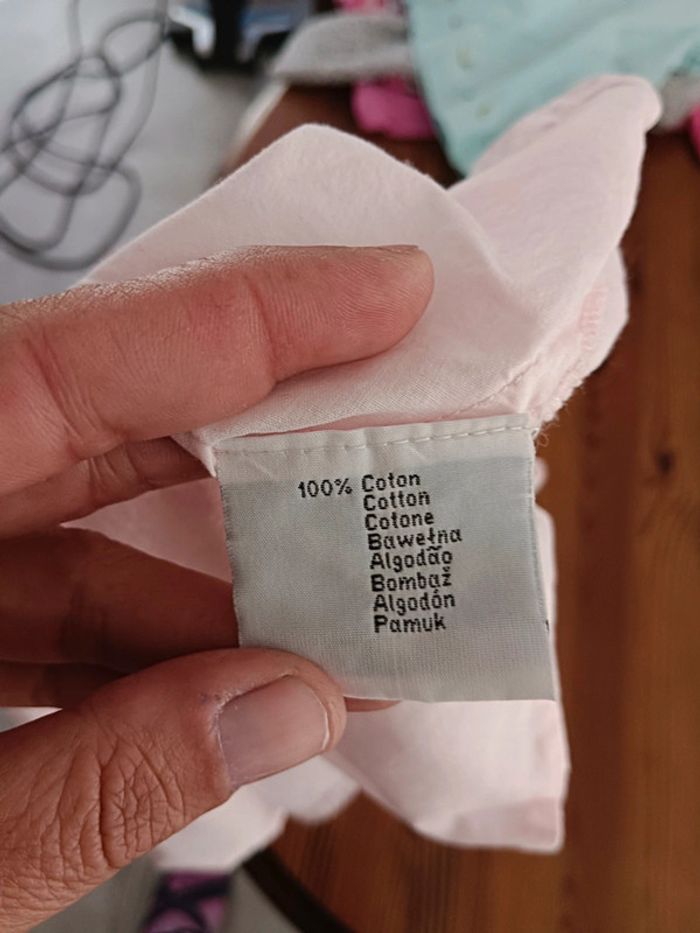 100% Coton
Cotton
Cotone
Bawełna
Algodão
Bombaž
Algodón
Pamuk